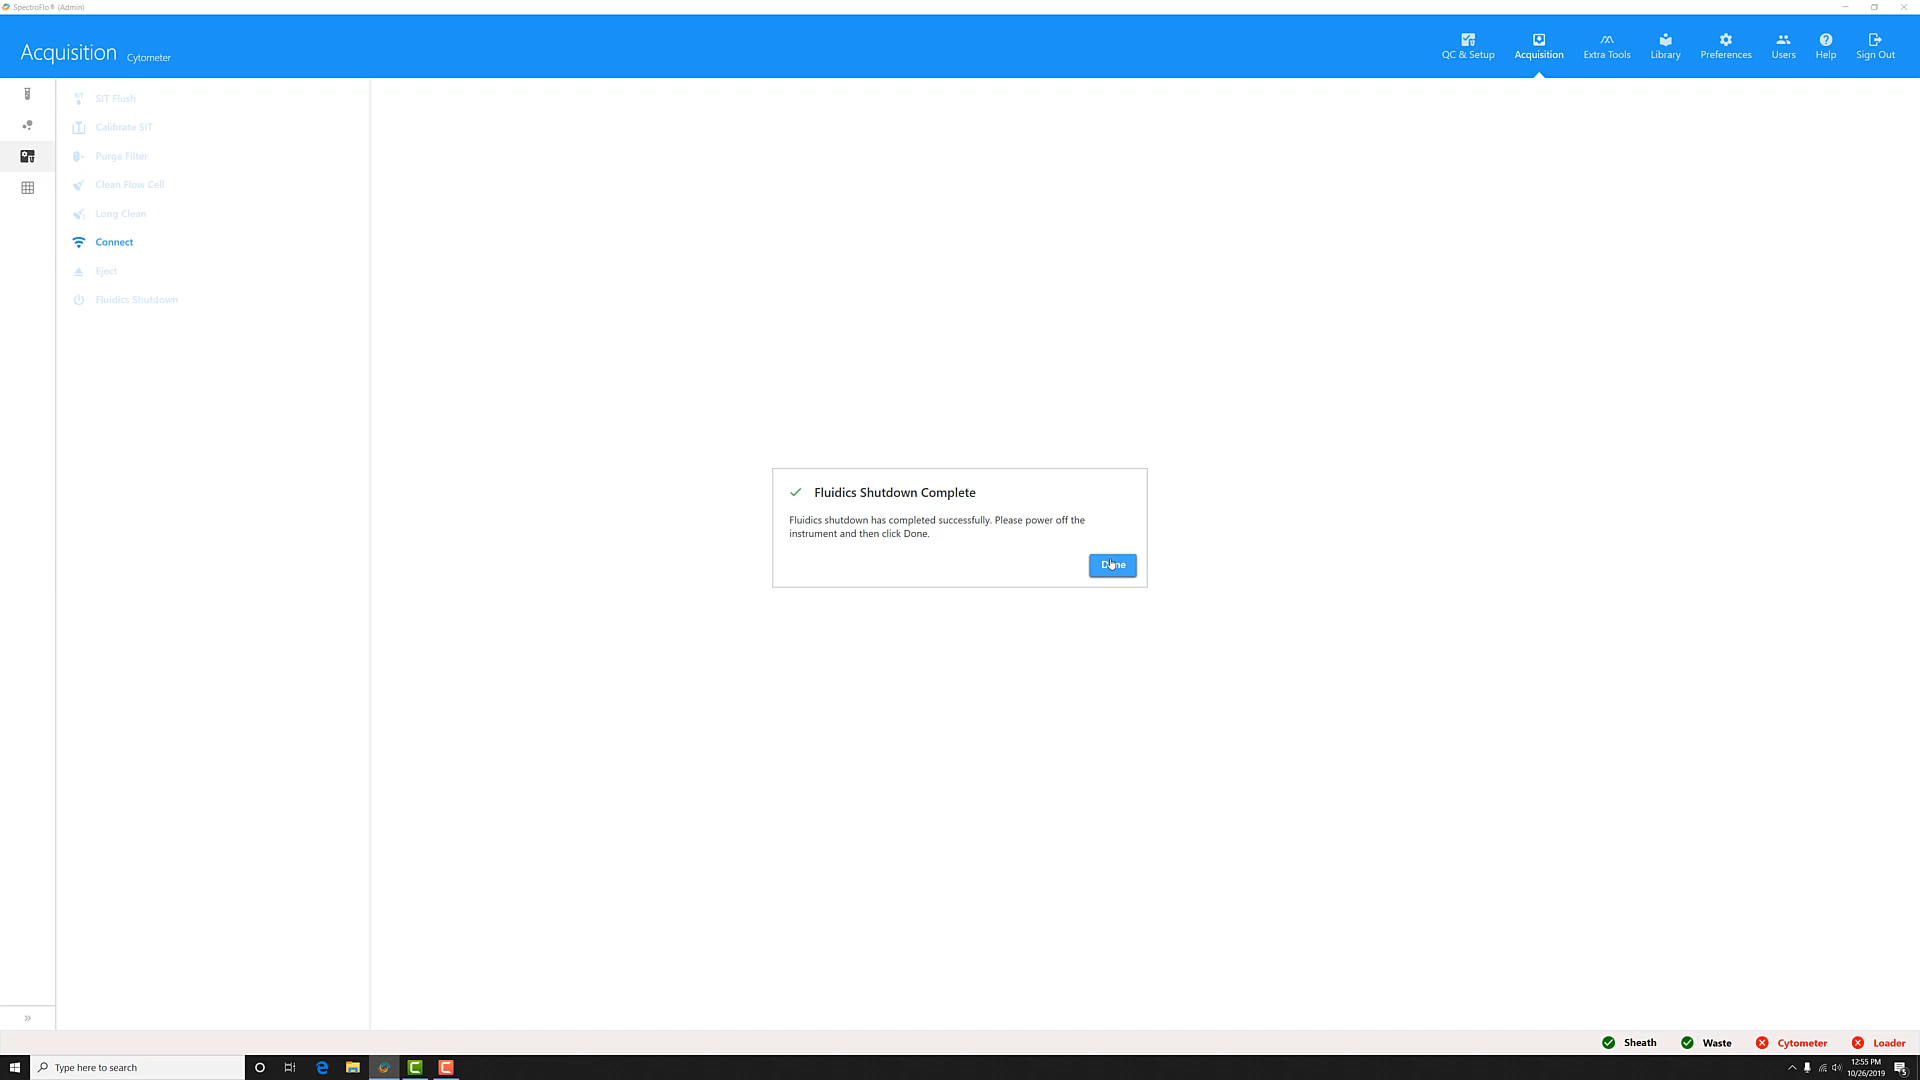 SpectroFlo® (Admin)
Acquisition Cytometer
QC & Setup
Acquisition
Extra Tools
Library
Preferences
Users
Help
Sign Out
SIT Flush
Calibrate SIT
Purge Filter
Clean Flow Cell
Long Clean
Connect
Eject
Fluidics Shutdown
Fluidics Shutdown Complete
Fluidics shutdown has completed successfully. Please power off the
instrument and then click Done.
Sheath
Waste
Cytometer
Loader
Type here to search
12:55 PM
10/26/2019